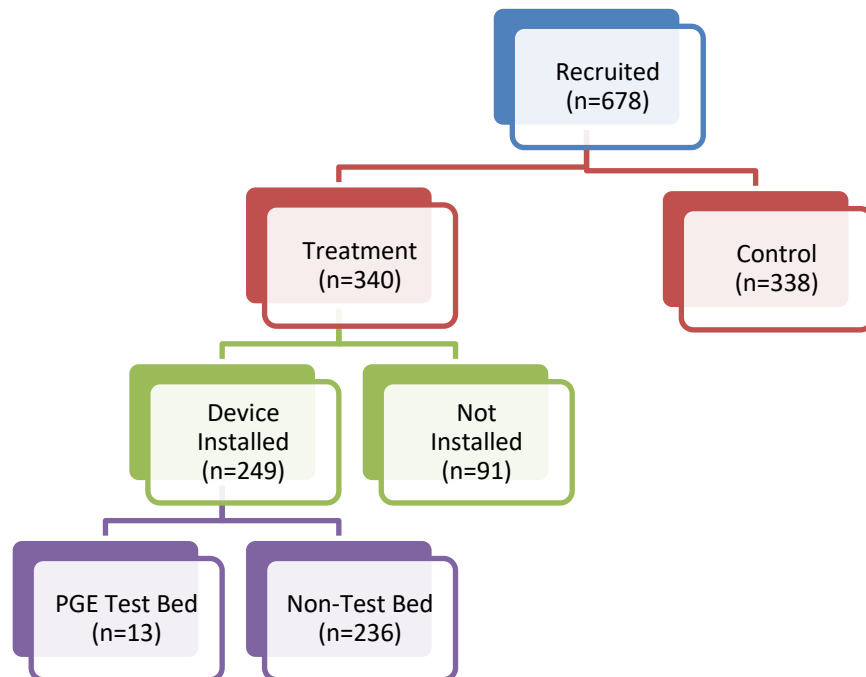 Recruited
(n=678)
Treatment
(n=340)
Control
(n=338)
Device
Installed
(n=249)
Not
Installed
(n=91)
PGE Test Bed
(n=13)
Non-Test Bed
(n=236)